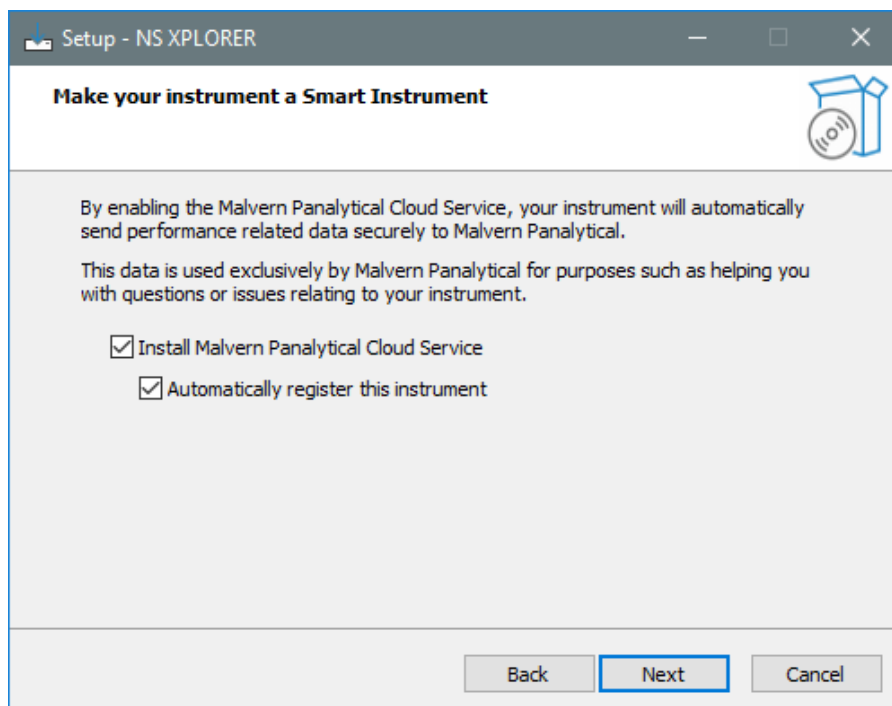 Setup - NS XPLORER
Make your instrument a Smart Instrument
By enabling the Malvern Panalytical Cloud Service, your instrument will automatically
send performance related data securely to Malvern Panalytical.
This data is used exclusively by Malvern Panalytical for purposes such as helping you
with questions or issues relating to your instrument.
Install Malvern Panalytical Cloud Service
Automatically register this instrument
Back Next Cancel